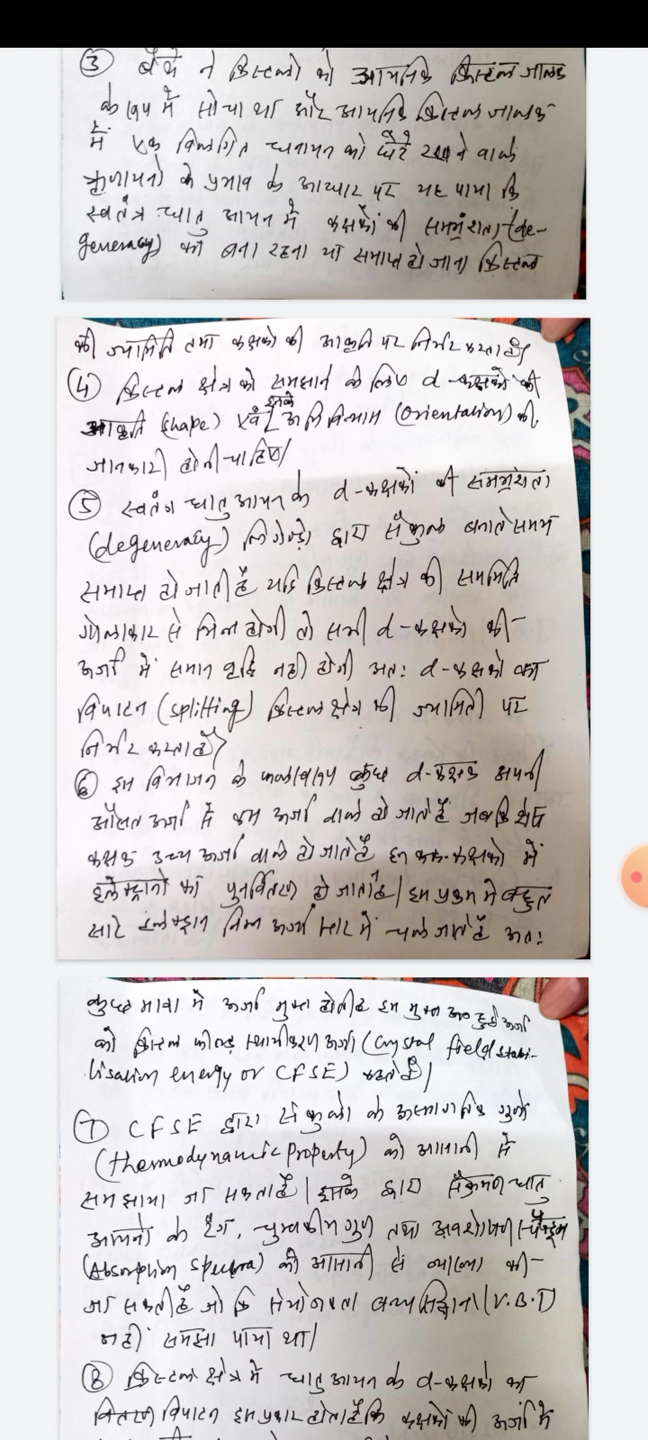 ③ बैथे ने क्रिस्टलों को आयनिक क्रिस्टल जालक
के रूप में सोचा था और आयनिक क्रिस्टल जालक
में एक विलगित धनायन को घेरे रखने वाले
ऋणायनों के प्रभाव के आधार पर यह पाया कि
स्वतंत्र धातु आयन में कक्षकों की समभ्रंशता (de-
generacy) का बना रहना या समाप्त हो जाना क्रिस्टल
की ज्यामिति तथा कक्षकों की आकृति पर निर्भर करता है।
④ क्रिस्टल क्षेत्र को समझाने के लिए d-कक्षकों की
आकृति (shape) एवं इनके अभिविन्यास (orientation) की
जानकारी होनी चाहिए।
⑤ स्वतंत्र धातु आयन के d-कक्षकों की समभ्रंशता
(degeneracy) लिगेण्डो द्वारा संकुल बनाते समय
समाप्त हो जाती है यदि क्रिस्टल क्षेत्र की सममिति
गोलाकार से भिन्न होगी तो सभी d-कक्षकों की
ऊर्जा में समान वृद्धि नहीं होगी अतः d-कक्षकों का
विपाटन (splitting) क्रिस्टल क्षेत्र की ज्यामिती पर
निर्भर करता है।
⑥ इस विभाजन के फलस्वरूप कुछ d-कक्षक अपनी
औसत ऊर्जा से कम ऊर्जा वाले हो जाते हैं जबकि शेष
कक्षक उच्च ऊर्जा वाले हो जाते हैं इन कक्षकों में
इलेक्ट्रानों का पुनर्वितरण हो जाता है। इस प्रक्रम में बहुत
सारे इलेक्ट्रान निम्न ऊर्जा स्तर में चले जाते हैं अतः
कुछ मात्रा में ऊर्जा मुक्त होती है इस मुक्त हुई ऊर्जा
को क्रिस्टल फील्ड स्थायीकरण ऊर्जा (Crystal field stabi-
lisation energy or CFSE) कहते हैं।
⑦ CFSE द्वारा संकुलों के ऊष्मागतिक गुणों
(thermodynamic Property) को आसानी से
समझाया जा सकता है। इसके द्वारा संक्रमण धातु
आयनों के रंग, चुम्बकीय गुण तथा अवशोषण स्पेक्ट्रम
(Absorption Spectra) की आसानी से व्याख्या की
जा सकती है जो कि संयोजकता बन्ध सिद्धान्त (V.B.T)
नहीं समझा पाया था।
⑧ क्रिस्टल क्षेत्र में धातु आयन के d-कक्षकों का
विपाटन इस प्रकार होता है कि कक्षकों की ऊर्जा में